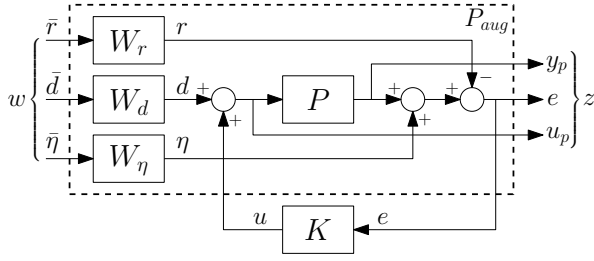 r̄ W_r r P_aug
y_p
w d̄ W_d d + + P + + + − e z
u_p
η̄ W_η η
u K e